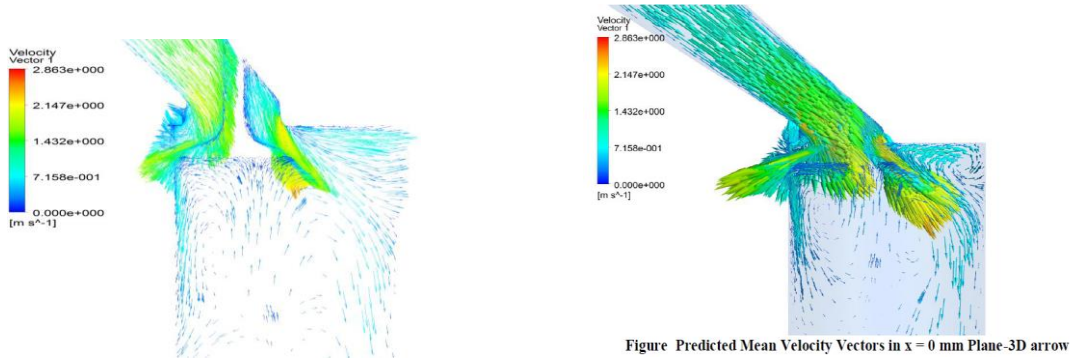 Velocity
Vector 1
2.863e+000
2.147e+000
1.432e+000
7.158e-001
0.000e+000
[m s^-1]
Velocity
Vector 1
2.863e+000
2.147e+000
1.432e+000
7.158e-001
0.000e+000
[m s^-1]
Figure Predicted Mean Velocity Vectors in x = 0 mm Plane-3D arrow